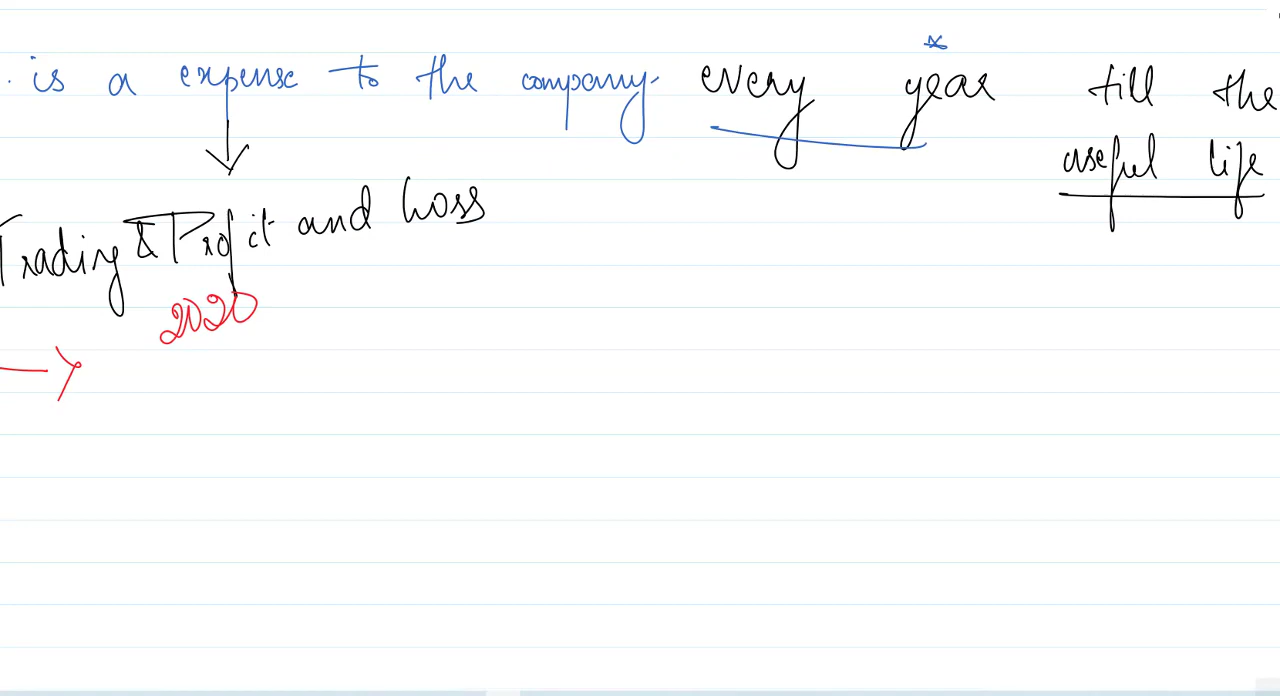 . is a expense to the company. every year till the
useful life
Trading & Profit and Loss
2020